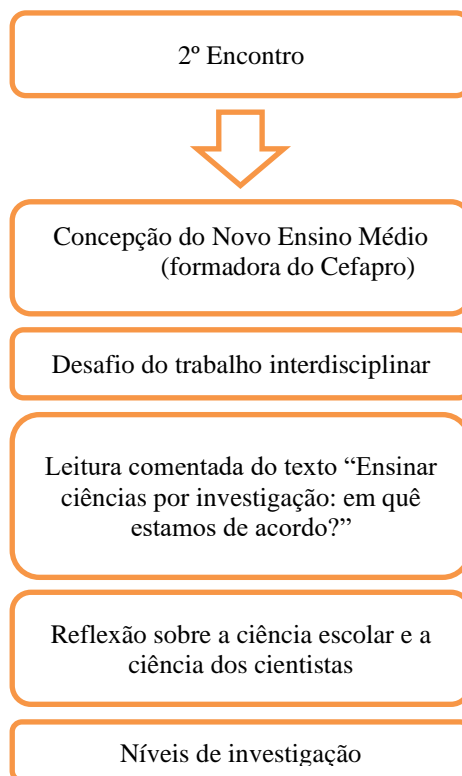 2º Encontro
Concepção do Novo Ensino Médio
(formadora do Cefapro)
Desafio do trabalho interdisciplinar
Leitura comentada do texto “Ensinar
ciências por investigação: em quê
estamos de acordo?”
Reflexão sobre a ciência escolar e a
ciência dos cientistas
Níveis de investigação